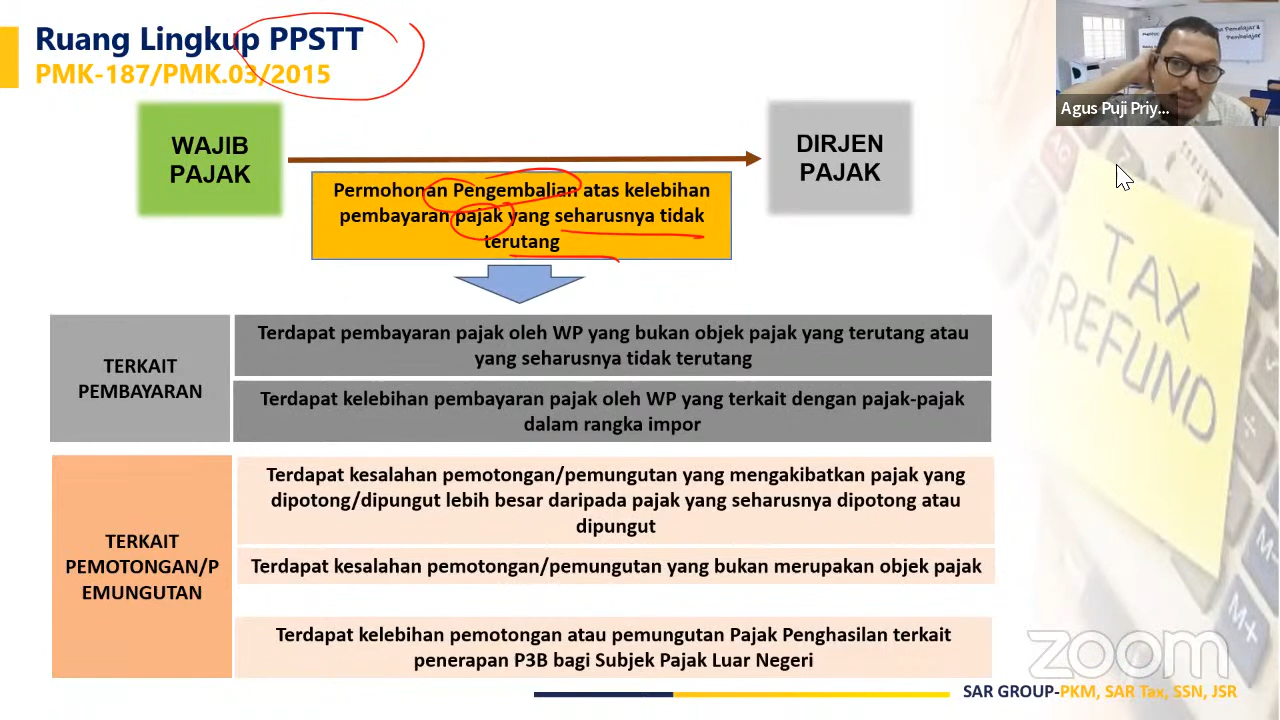 Ruang Lingkup PPSTT
PMK-187/PMK.03/2015
Agus Puji Priy...
WAJIB
PAJAK
DIRJEN
PAJAK
Permohonan Pengembalian atas kelebihan
pembayaran pajak yang seharusnya tidak
terutang
TAX
REFUND
TERKAIT
PEMBAYARAN
Terdapat pembayaran pajak oleh WP yang bukan objek pajak yang terutang atau
yang seharusnya tidak terutang
Terdapat kelebihan pembayaran pajak oleh WP yang terkait dengan pajak-pajak
dalam rangka impor
TERKAIT
PEMOTONGAN/P
EMUNGUTAN
Terdapat kesalahan pemotongan/pemungutan yang mengakibatkan pajak yang
dipotong/dipungut lebih besar daripada pajak yang seharusnya dipotong atau
dipungut
Terdapat kesalahan pemotongan/pemungutan yang bukan merupakan objek pajak
Terdapat kelebihan pemotongan atau pemungutan Pajak Penghasilan terkait
penerapan P3B bagi Subjek Pajak Luar Negeri
M-
M+
zoom
SAR GROUP-PKM, SAR Tax, SSN, JSR